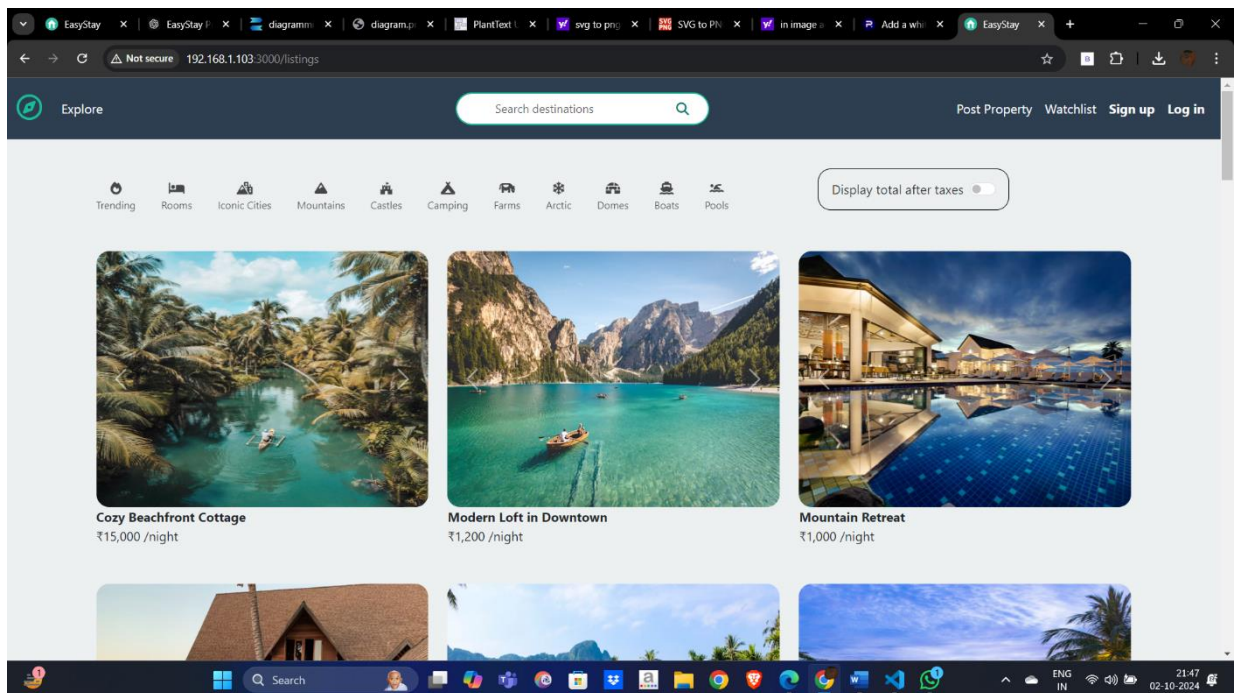 EasyStay
EasyStay P
diagramm
diagram.p
PlantText
svg to png
SVG to PN
in image a
Add a whi
EasyStay
Not secure 192.168.1.103:3000/listings
Explore
Search destinations
Post Property Watchlist Sign up Log in
Trending Rooms Iconic Cities Mountains Castles Camping Farms Arctic Domes Boats Pools
Display total after taxes
Cozy Beachfront Cottage
₹15,000 /night
Modern Loft in Downtown
₹1,200 /night
Mountain Retreat
₹1,000 /night
1
Search
ENG
IN
21:47
02-10-2024